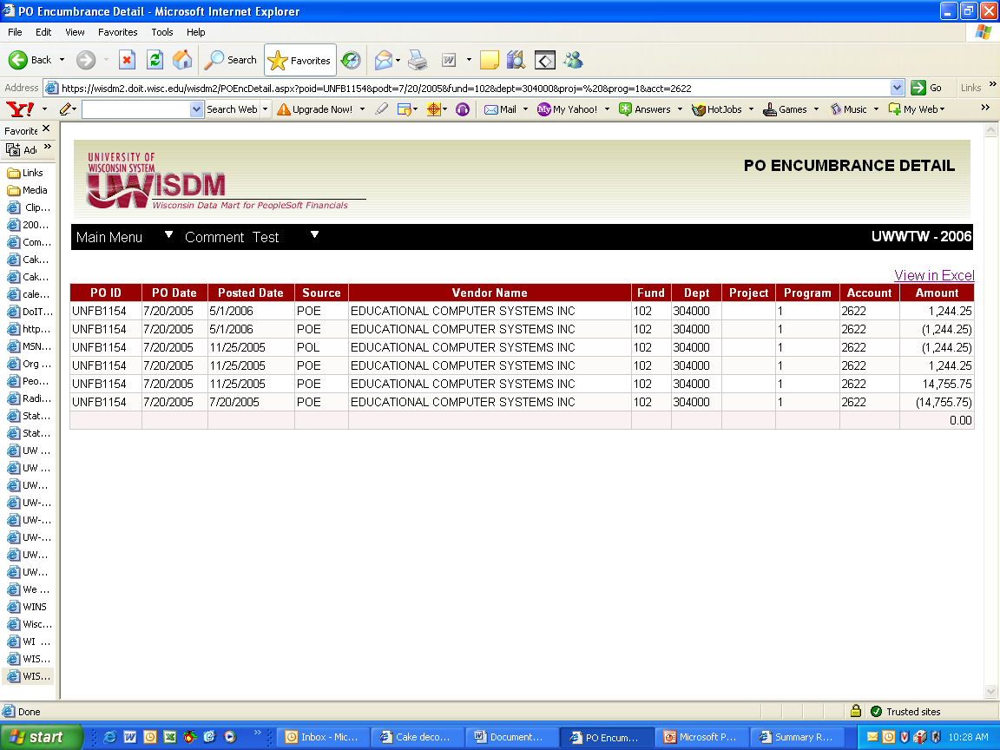 PO Encumbrance Detail - Microsoft Internet Explorer
File Edit View Favorites Tools Help
Back Search Favorites
Address https://wisdm2.doit.wisc.edu/wisdm2/POEncDetail.aspx?poid=UNFB1154&podt=7/20/2005&fund=102&dept=304000&proj=%20&prog=1&acct=2622 Go Links »
Y! Search Web Upgrade Now! Mail My Yahoo! Answers HotJobs Games Music My Web »
Favorite
Ad »
Links
Media
Clip...
200...
Com...
Cak...
Cak...
cale...
DoIT...
http...
MSN...
Org ...
Peo...
Radi...
Stat...
Stat...
UW ...
UW ...
UW...
UW-...
UW-...
UW-...
UW...
UW...
We ...
WINS
Wisc...
WI ...
WIS...
WIS...
UNIVERSITY OF
WISCONSIN SYSTEM
UWISDM
Wisconsin Data Mart for PeopleSoft Financials
PO ENCUMBRANCE DETAIL
Main Menu Comment Test UWWTW - 2006
View in Excel
PO ID PO Date Posted Date Source Vendor Name Fund Dept Project Program Account Amount
UNFB1154 7/20/2005 5/1/2006 POE EDUCATIONAL COMPUTER SYSTEMS INC 102 304000 1 2622 1,244.25
UNFB1154 7/20/2005 5/1/2006 POE EDUCATIONAL COMPUTER SYSTEMS INC 102 304000 1 2622 (1,244.25)
UNFB1154 7/20/2005 11/25/2005 POL EDUCATIONAL COMPUTER SYSTEMS INC 102 304000 1 2622 (1,244.25)
UNFB1154 7/20/2005 11/25/2005 POE EDUCATIONAL COMPUTER SYSTEMS INC 102 304000 1 2622 1,244.25
UNFB1154 7/20/2005 11/25/2005 POE EDUCATIONAL COMPUTER SYSTEMS INC 102 304000 1 2622 14,755.75
UNFB1154 7/20/2005 7/20/2005 POE EDUCATIONAL COMPUTER SYSTEMS INC 102 304000 1 2622 (14,755.75)
0.00
Done Trusted sites
start » Inbox - Mic... Cake deco... Document... PO Encum... Microsoft P... Summary R... 10:28 AM